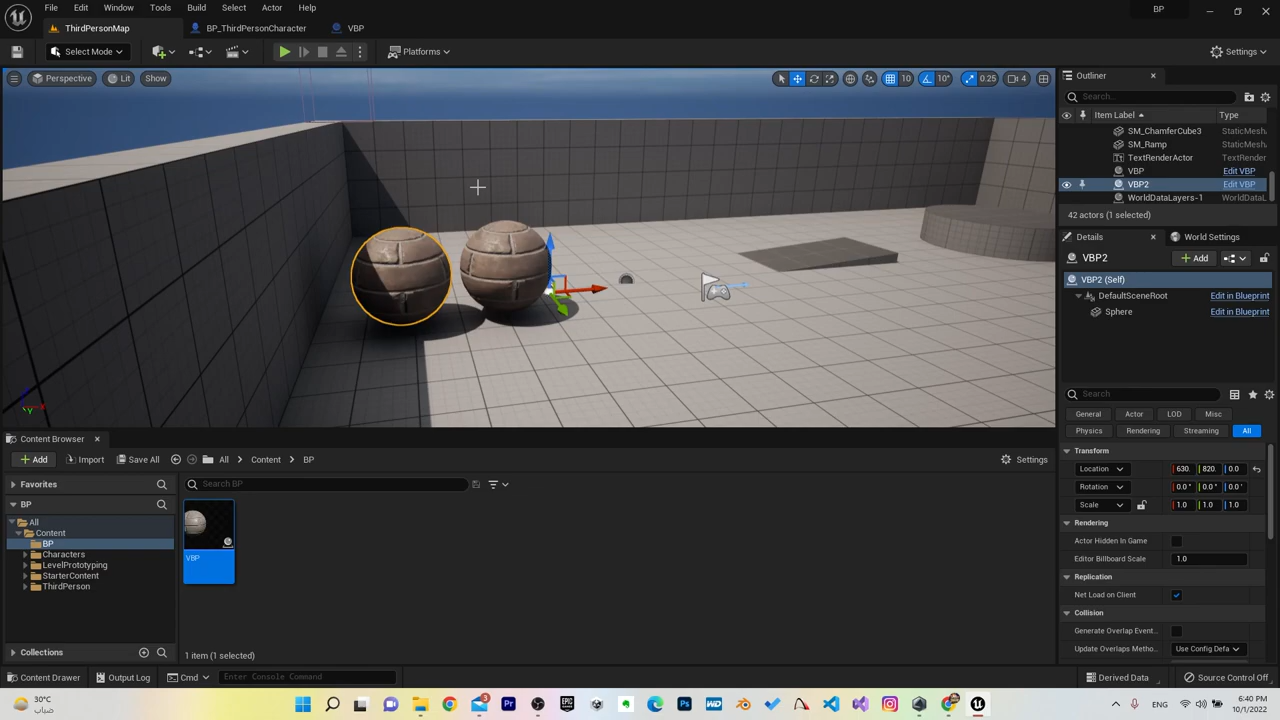 File Edit Window Tools Build Select Actor Help
BP
ThirdPersonMap BP_ThirdPersonCharacter VBP
Select Mode Platforms Settings
Perspective Lit Show 10 10° 0.25 4
Outliner
Search...
Item Label Type
SM_ChamferCube3 StaticMesh
SM_Ramp StaticMesh
TextRenderActor TextRender
VBP Edit VBP
VBP2 Edit VBP
WorldDataLayers-1 WorldDataL
42 actors (1 selected)
Details World Settings
VBP2 Add
VBP2 (Self)
DefaultSceneRoot Edit in Blueprint
Sphere Edit in Blueprint
Search
General Actor LOD Misc
Physics Rendering Streaming All
Transform
Location 630. 820. 0.0
Rotation 0.0° 0.0° 0.0°
Scale 1.0 1.0 1.0
Rendering
Actor Hidden In Game
Editor Billboard Scale 1.0
Replication
Net Load on Client
Collision
Generate Overlap Event..
Update Overlaps Metho.. Use Config Defa
Content Browser
Add Import Save All All Content BP Settings
Favorites
Search BP
BP
All
Content
BP
Characters
LevelPrototyping
StarterContent
ThirdPerson
VBP
Collections
1 item (1 selected)
Content Drawer Output Log Cmd Enter Console Command Derived Data Source Control Off
30°C
ضباب
3
6:40 PM
10/1/2022